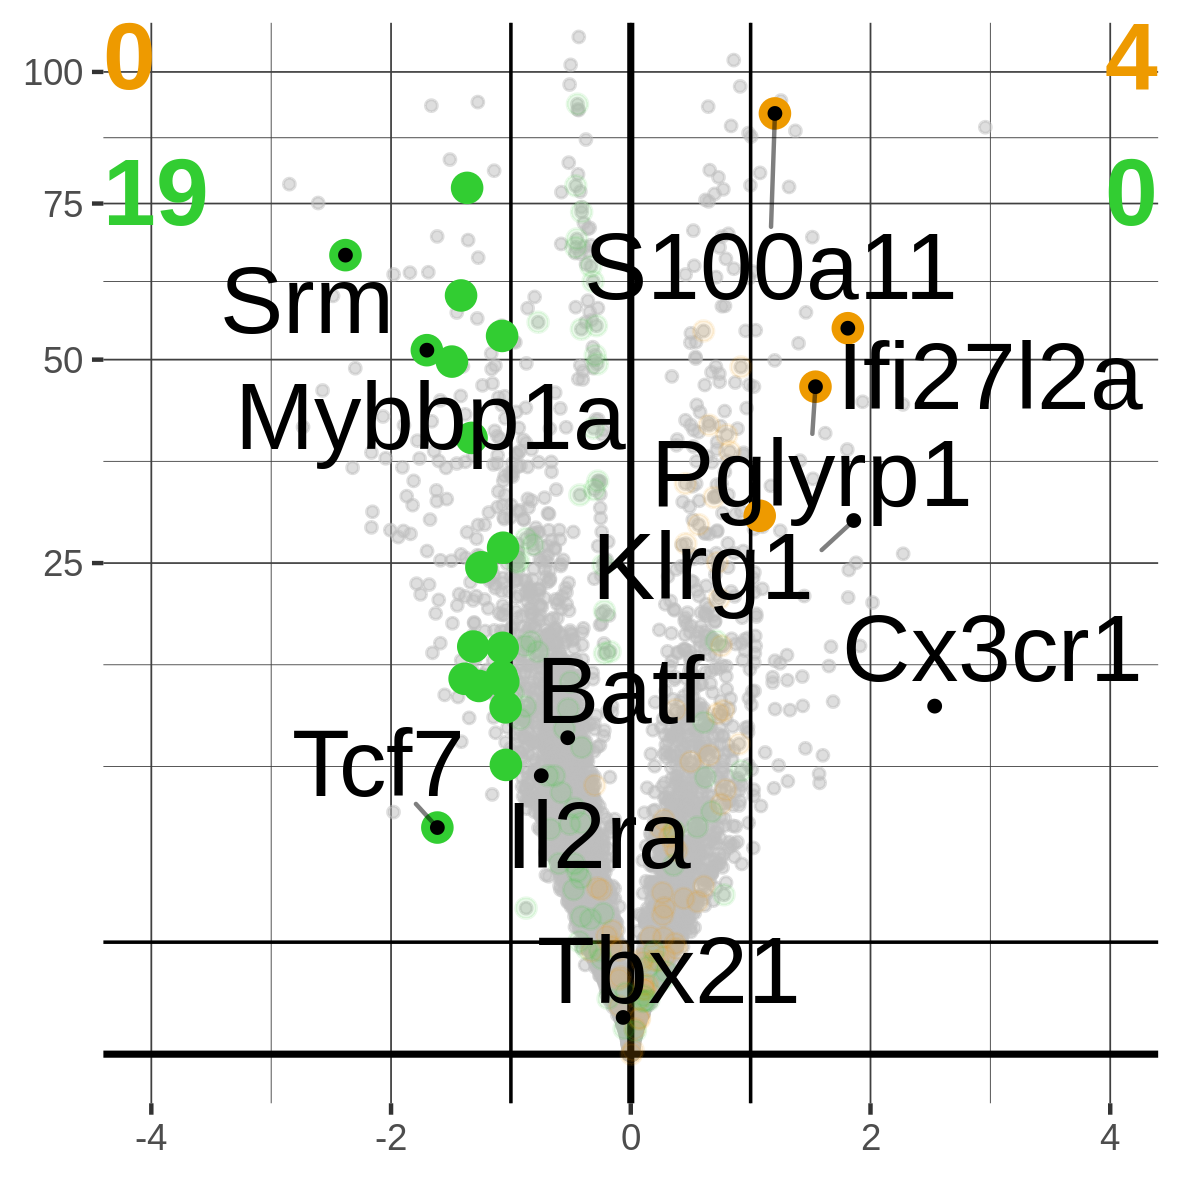 0
4
100
19
0
75
S100a11
Srm
50
Ifi27l2a
Mybbp1a
Pglyrp1
Klrg1
25
Cx3cr1
Batf
Tcf7
Il2ra
Tbx21
-4
-2
0
2
4